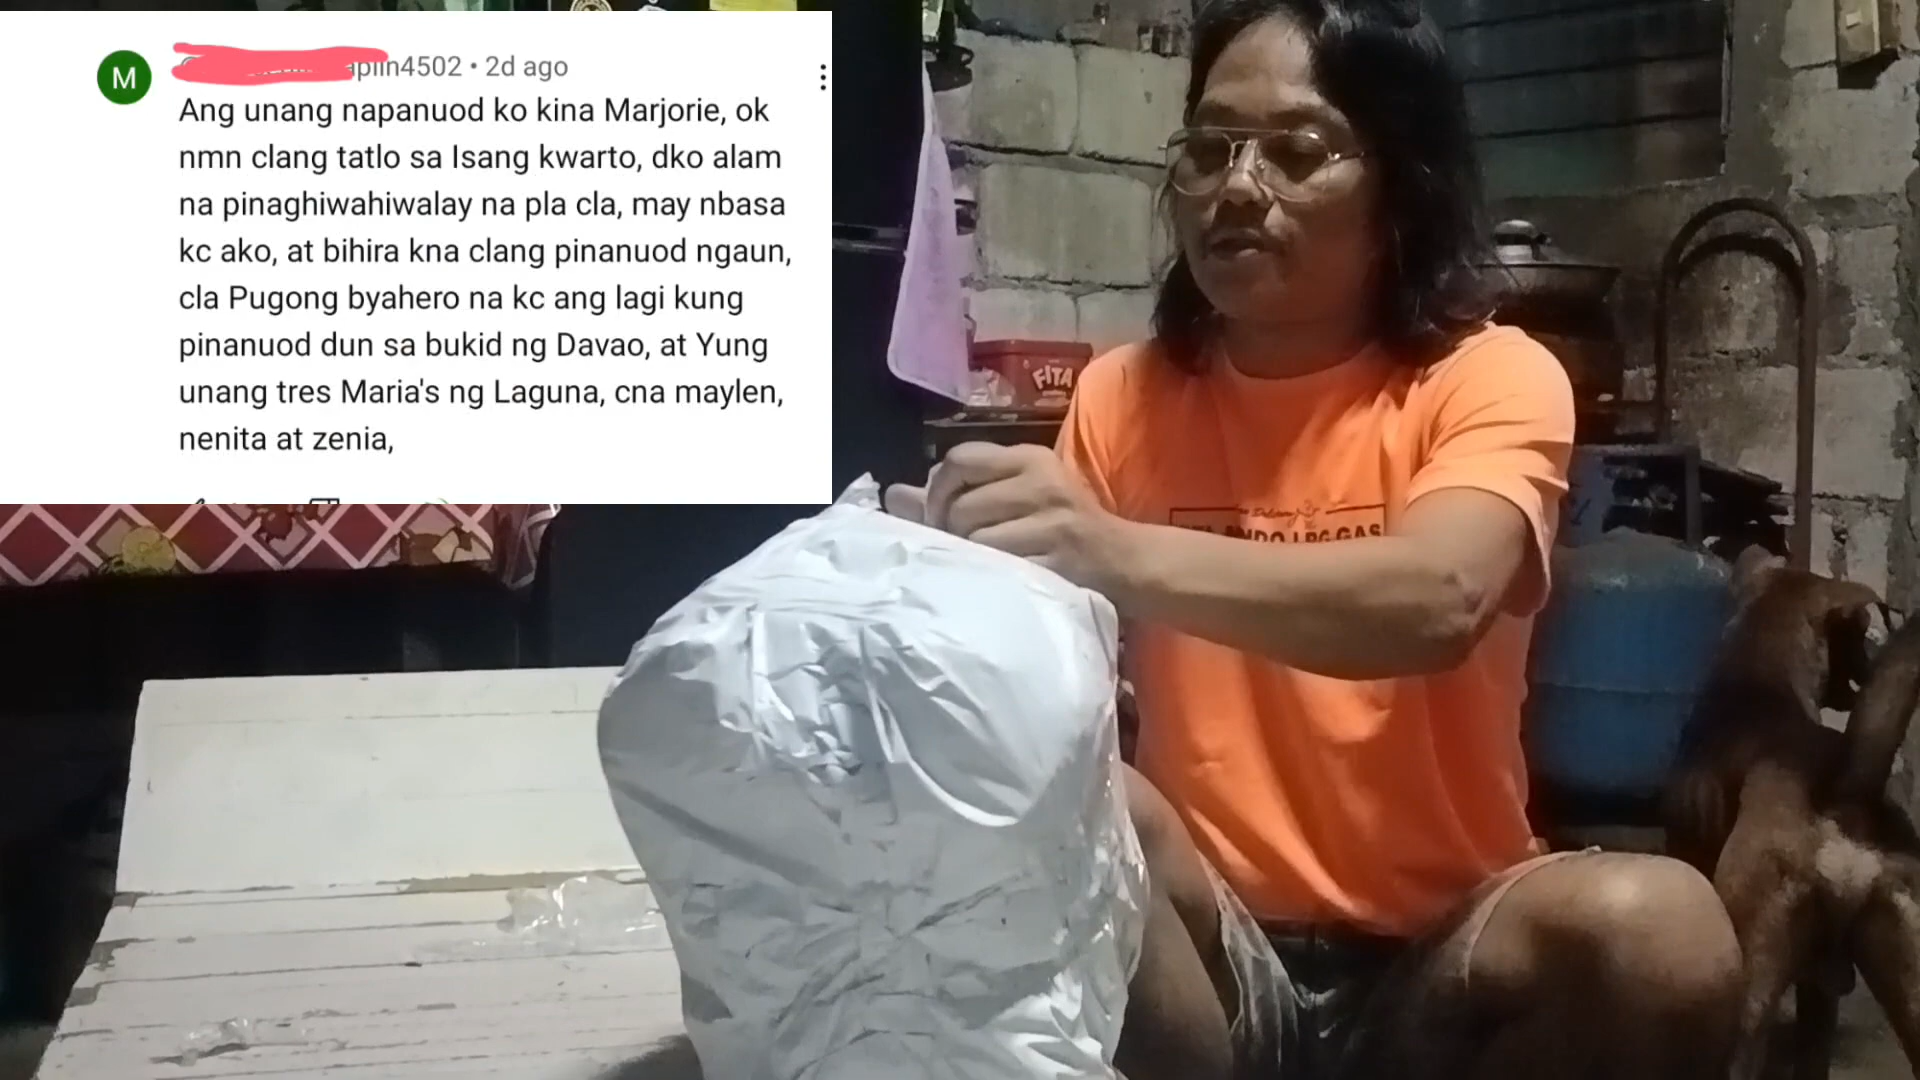 M
apiin4502 • 2d ago
Ang unang napanuod ko kina Marjorie, ok
nmn clang tatlo sa Isang kwarto, dko alam
na pinaghiwahiwalay na pla cla, may nbasa
kc ako, at bihira kna clang pinanuod ngaun,
cla Pugong byahero na kc ang lagi kung
pinanuod dun sa bukid ng Davao, at Yung
unang tres Maria's ng Laguna, cna maylen,
nenita at zenia,
FITA
LPG GAS